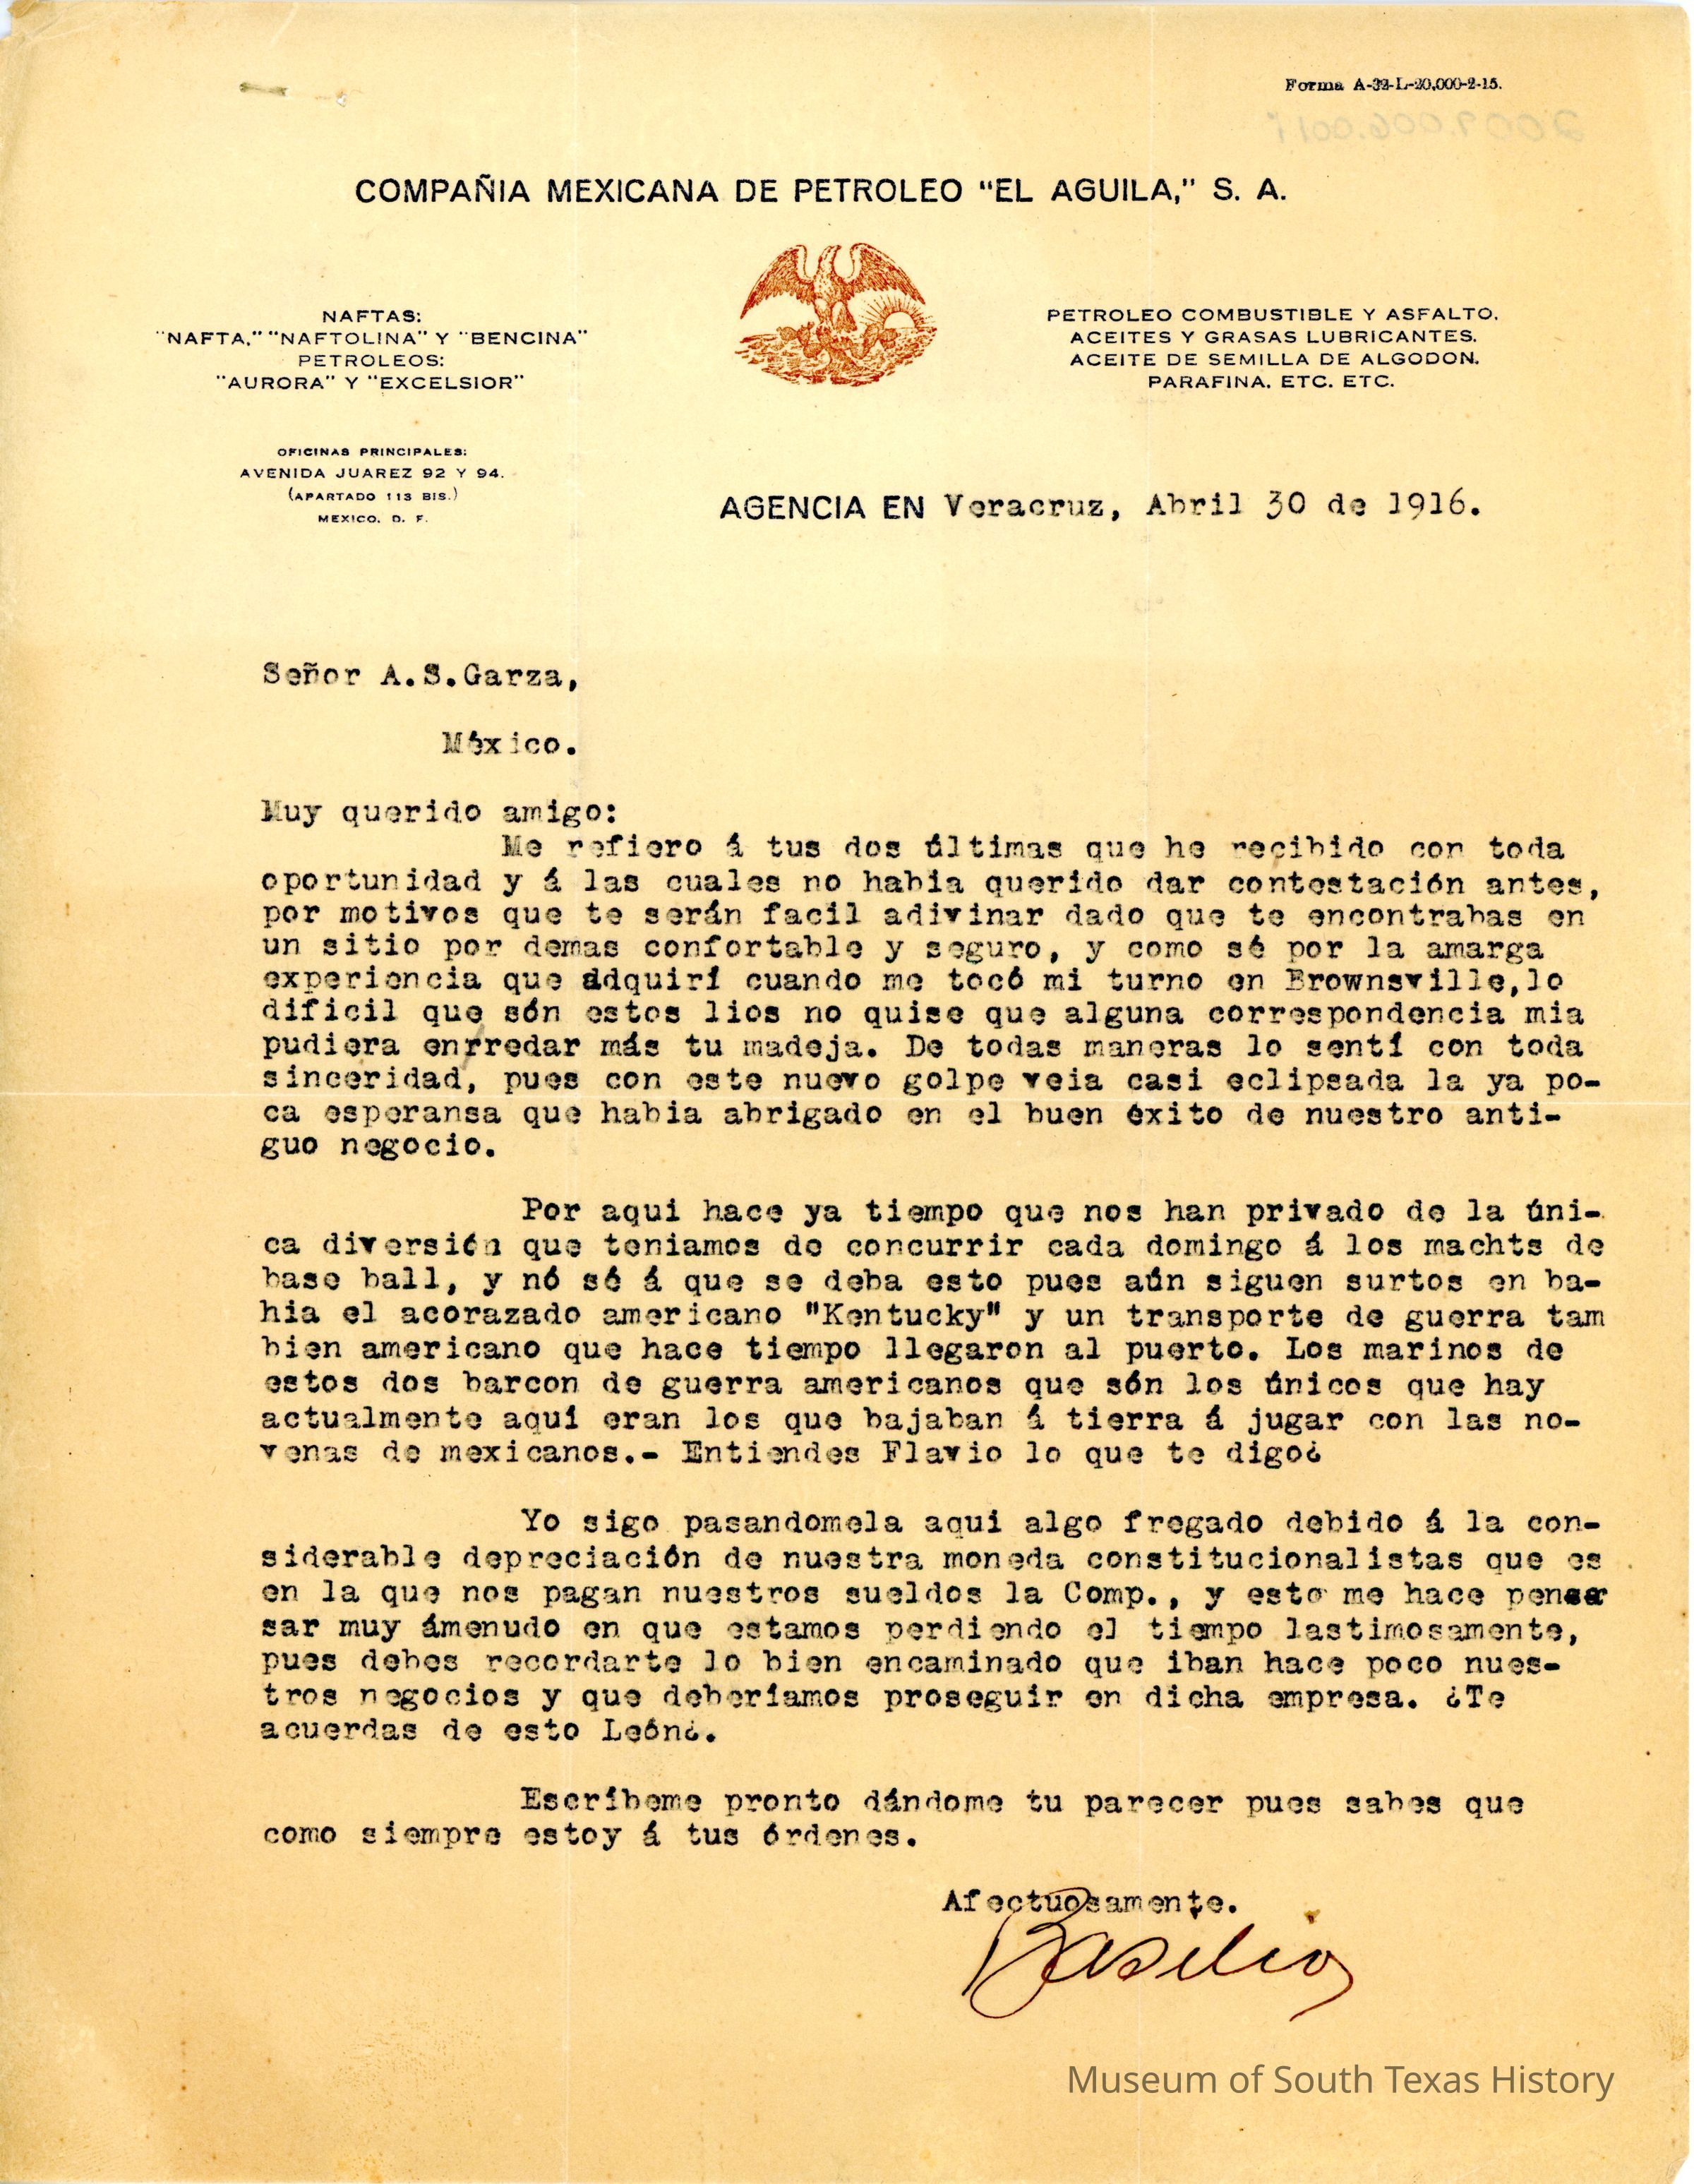 Forma A-32-L-20,000-2-15.
2009.006.001
COMPAÑIA MEXICANA DE PETROLEO "EL AGUILA," S. A.
NAFTAS:
"NAFTA," "NAFTOLINA" Y "BENCINA"
PETROLEOS:
"AURORA" Y "EXCELSIOR"
PETROLEO COMBUSTIBLE Y ASFALTO.
ACEITES Y GRASAS LUBRICANTES.
ACEITE DE SEMILLA DE ALGODON.
PARAFINA. ETC. ETC.
OFICINAS PRINCIPALES:
AVENIDA JUAREZ 92 Y 94.
(APARTADO 113 BIS.)
MEXICO. D. F.
AGENCIA EN Veracruz, Abril 30 de 1916.
Señor A.S.Garza,
México.
Muy querido amigo:
Me refiero á tus dos últimas que he recibido con toda
oportunidad y á las cuales no habia querido dar contestación antes,
por motivos que te serán facil adivinar dado que te encontrabas en
un sitio por demas confortable y seguro, y como sé por la amarga
experiencia que adquirí cuando me tocó mi turno en Brownsville,lo
dificil que són estos lios no quise que alguna correspondencia mia
pudiera enrredar más tu madeja. De todas maneras lo sentí con toda
sinceridad, pues con este nuevo golpe veia casi eclipsada la ya po-
ca esperansa que habia abrigado en el buen éxito de nuestro anti-
guo negocio.
Por aqui hace ya tiempo que nos han privado de la úni-
ca diversión que teniamos de concurrir cada domingo á los machts de
base ball, y nó sé á que se deba esto pues aún siguen surtos en ba-
hia el acorazado americano "Kentucky" y un transporte de guerra tam
bien americano que hace tiempo llegaron al puerto. Los marinos de
estos dos barcon de guerra americanos que són los únicos que hay
actualmente aquí eran los que bajaban á tierra á jugar con las no-
venas de mexicanos.- Entiendes Flavio lo que te digo¿
Yo sigo pasandomela aqui algo fregado debido á la con-
siderable depreciación de nuestra moneda constitucionalistas que es
en la que nos pagan nuestros sueldos la Comp., y esto me hace pen
sar muy ámenudo en que estamos perdiendo el tiempo lastimosamente,
pues debes recordarte lo bien encaminado que iban hace poco nues-
tros negocios y que deberíamos proseguir en dicha empresa. ¿Te
acuerdas de esto León¿.
Escríbeme pronto dándome tu parecer pues sabes que
como siempre estoy á tus órdenes.
Afectuosamente.
Basilio
Museum of South Texas History